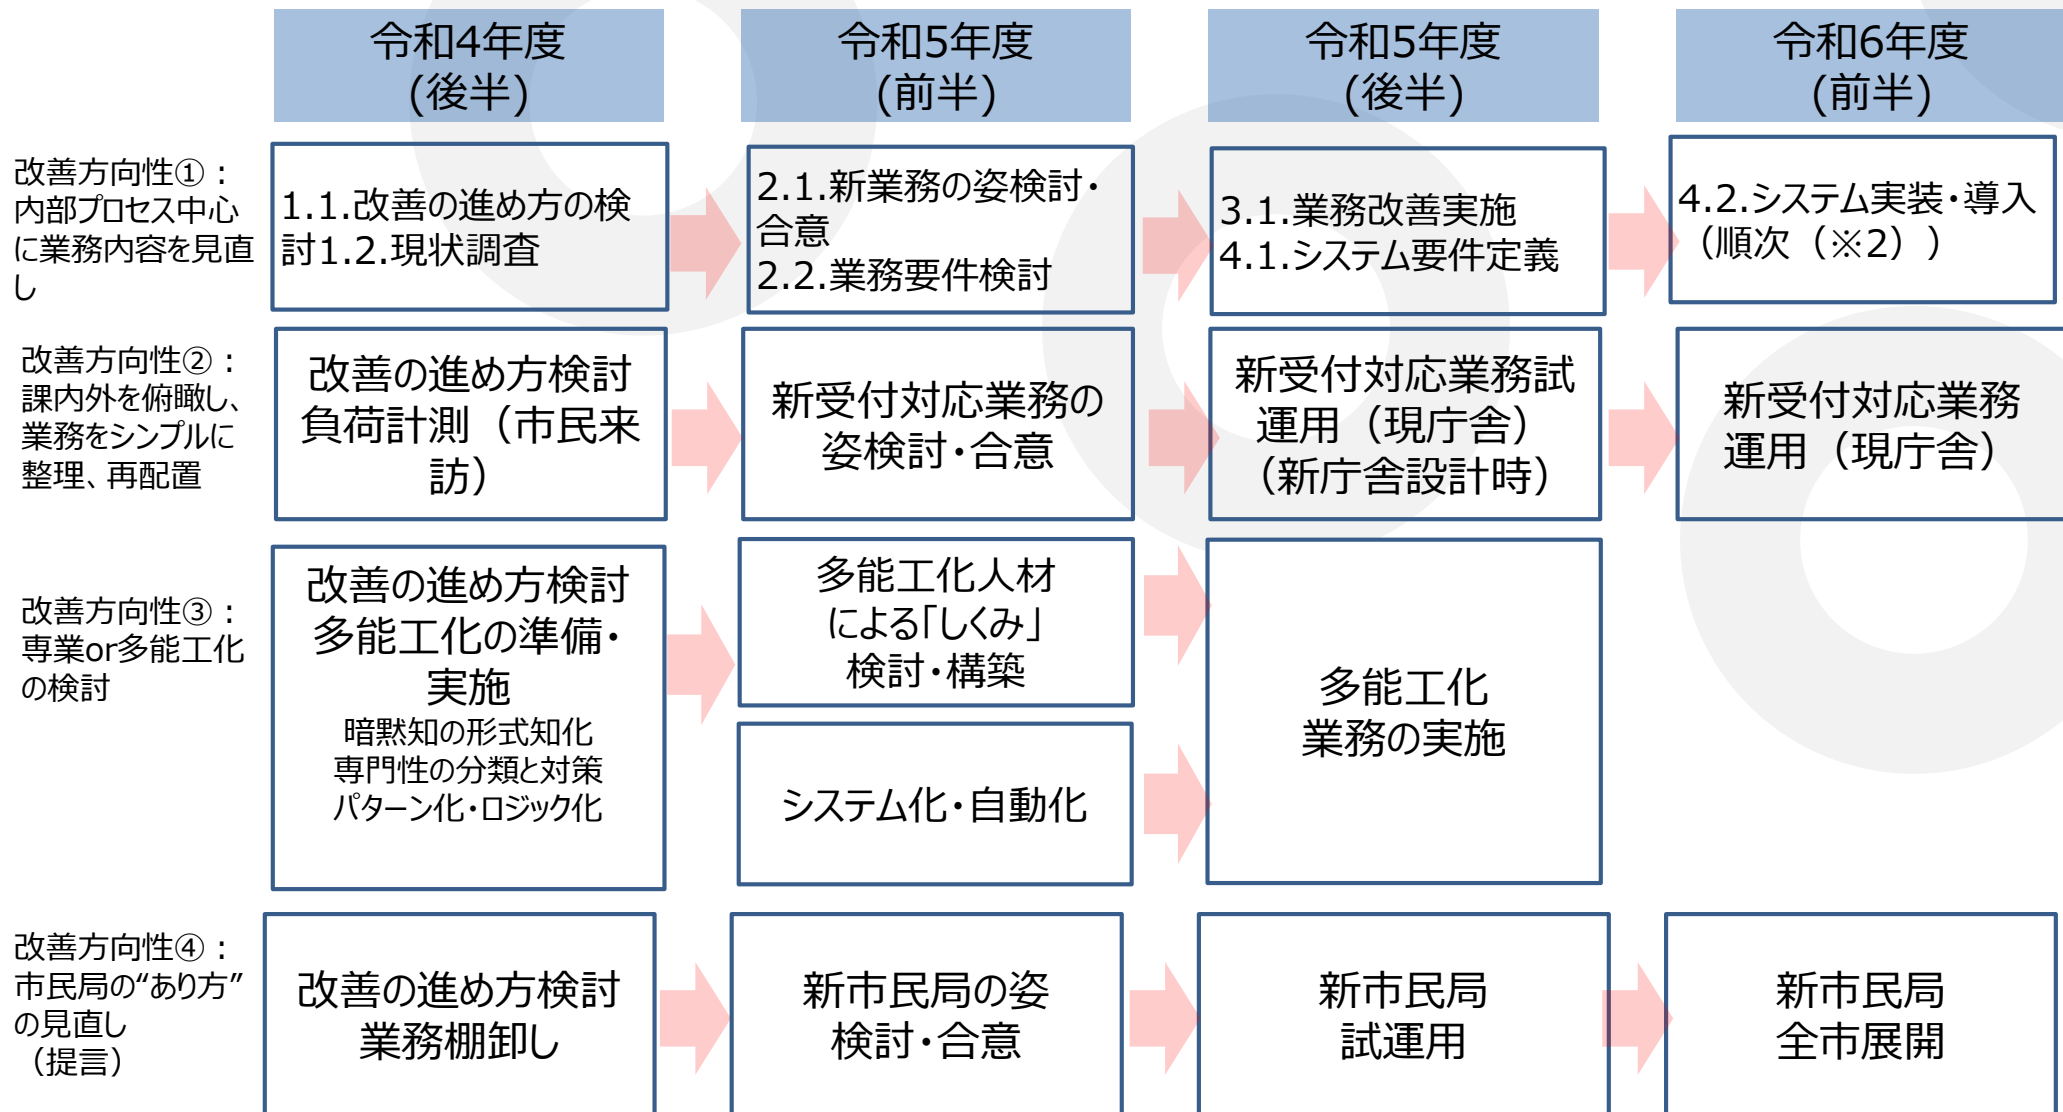 令和4年度
(後半)
令和5年度
(前半)
令和5年度
(後半)
令和6年度
(前半)
改善方向性①：
内部プロセス中心
に業務内容を見直
し
1.1.改善の進め方の検
討1.2.現状調査
2.1.新業務の姿検討・
合意
2.2.業務要件検討
3.1.業務改善実施
4.1.システム要件定義
4.2.システム実装・導入
（順次（※2））
改善方向性②：
課内外を俯瞰し、
業務をシンプルに
整理、再配置
改善の進め方検討
負荷計測（市民来
訪）
新受付対応業務の
姿検討・合意
新受付対応業務試
運用（現庁舎）
（新庁舎設計時）
新受付対応業務
運用（現庁舎）
改善方向性③：
専業or多能工化
の検討
改善の進め方検討
多能工化の準備・
実施
暗黙知の形式知化
専門性の分類と対策
パターン化・ロジック化
多能工化人材
による「しくみ」
検討・構築
システム化・自動化
多能工化
業務の実施
改善方向性④：
市民局の“あり方”
の見直し
（提言）
改善の進め方検討
業務棚卸し
新市民局の姿
検討・合意
新市民局
試運用
新市民局
全市展開